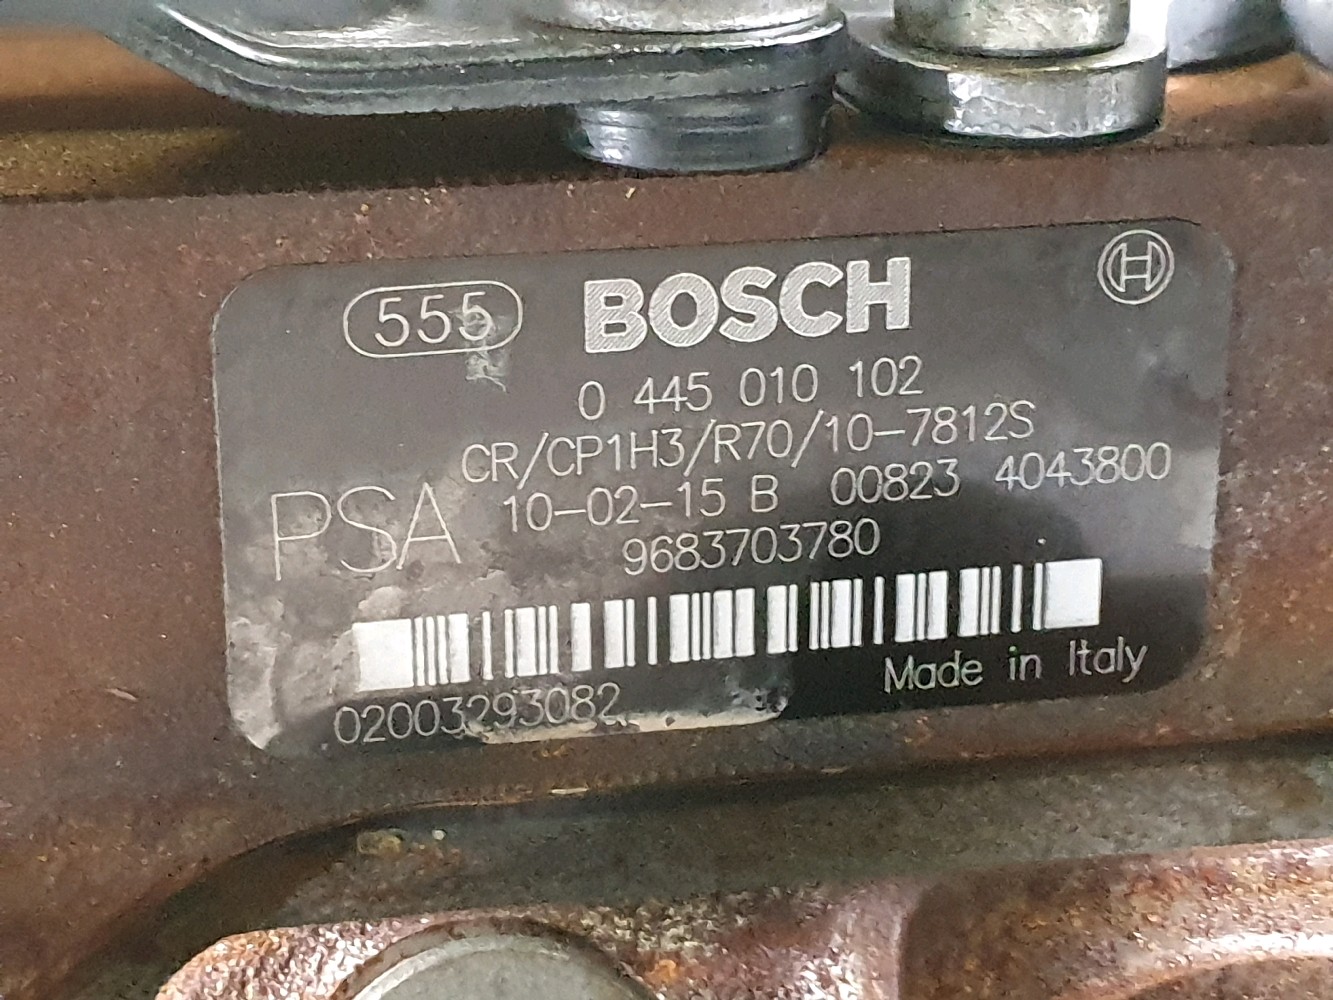 555 BOSCH
0 445 010 102
CR/CP1H3/R70/10-7812S
PSA 10-02-15 B 00823 4043800
9683703780
02003293082 Made in Italy